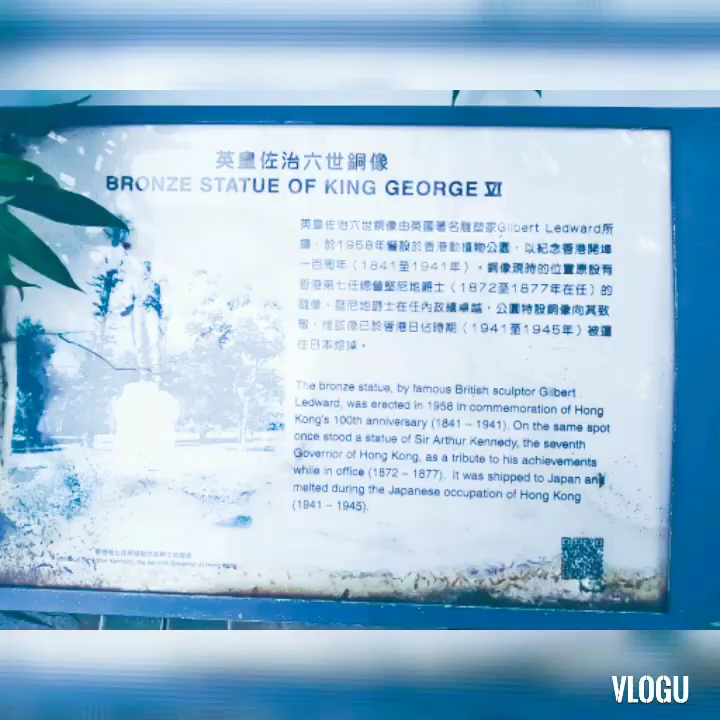 英皇佐治六世銅像
BRONZE STATUE OF KING GEORGE VI
英皇佐治六世銅像由英國著名雕塑家Gilbert Ledward所
鑄,於1958年豎設於香港動植物公園,以紀念香港開埠
一百周年(1841至1941年)。銅像現時的位置原設有
香港第七任總督堅尼地爵士(1872至1877年在任)的
雕像。堅尼地爵士在任內政績卓越,公園特設銅像向其致
敬,惟該像已於香港日佔時期(1941至1945年)被運
往日本熔掉。
The bronze statue, by famous British sculptor Gilbert
Ledward, was erected in 1958 in commemoration of Hong
Kong's 100th anniversary (1841 – 1941). On the same spot
once stood a statue of Sir Arthur Kennedy, the seventh
Governor of Hong Kong, as a tribute to his achievements
while in office (1872 – 1877). It was shipped to Japan and
melted during the Japanese occupation of Hong Kong
(1941 – 1945).
Kennedy, the seventh Governor of Hong Kong
VLOGU